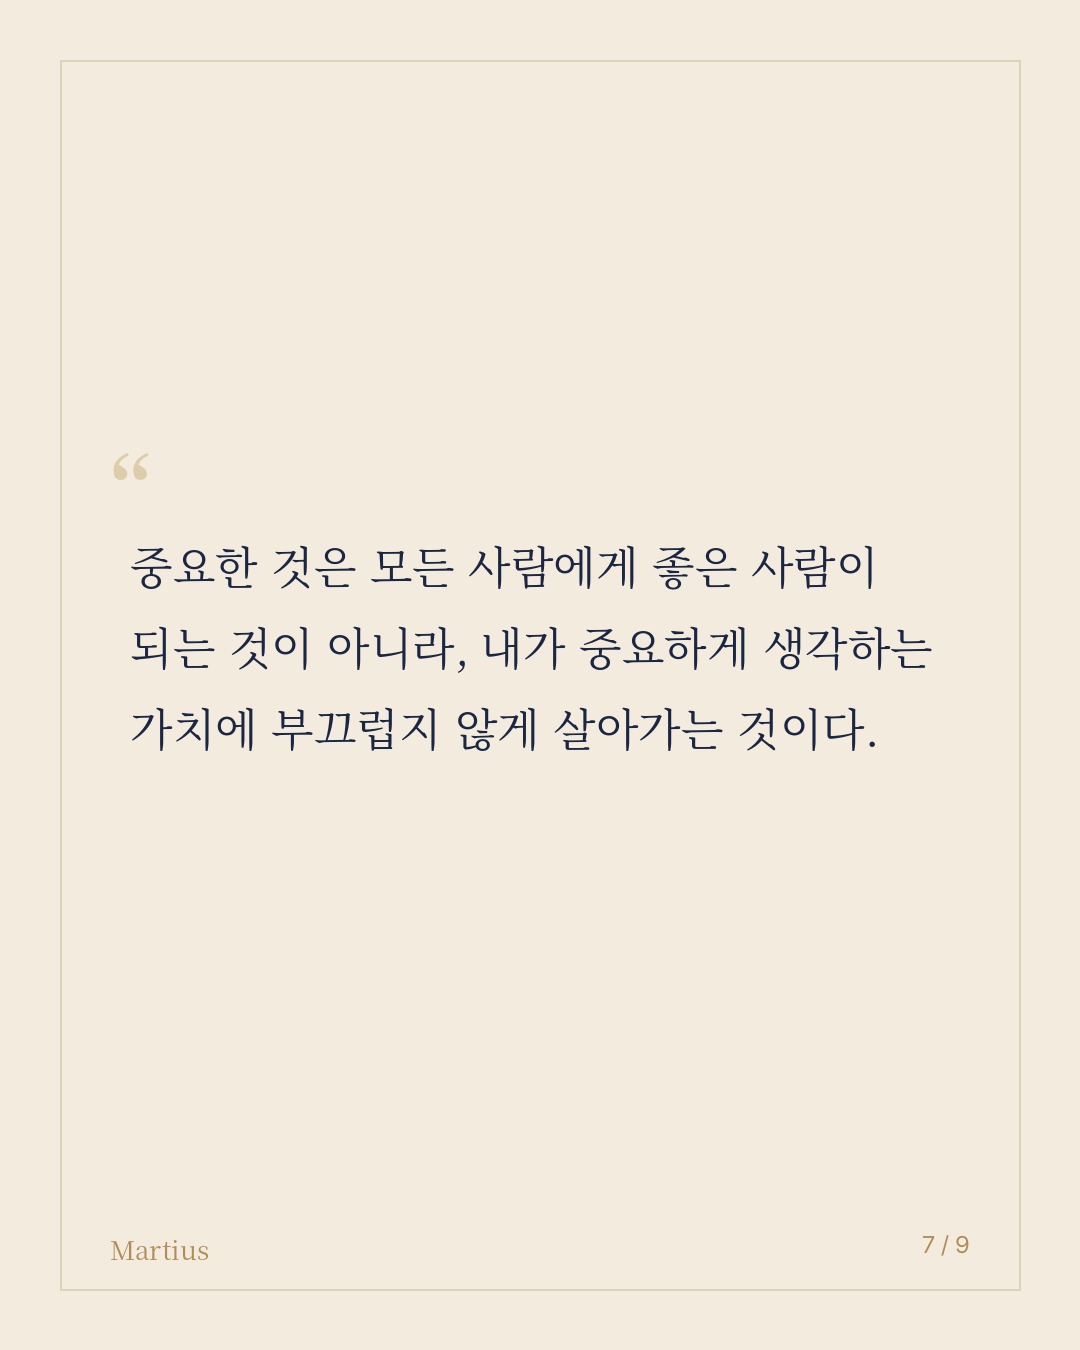 “
중요한 것은 모든 사람에게 좋은 사람이
되는 것이 아니라, 내가 중요하게 생각하는
가치에 부끄럽지 않게 살아가는 것이다.
Martius
7 / 9